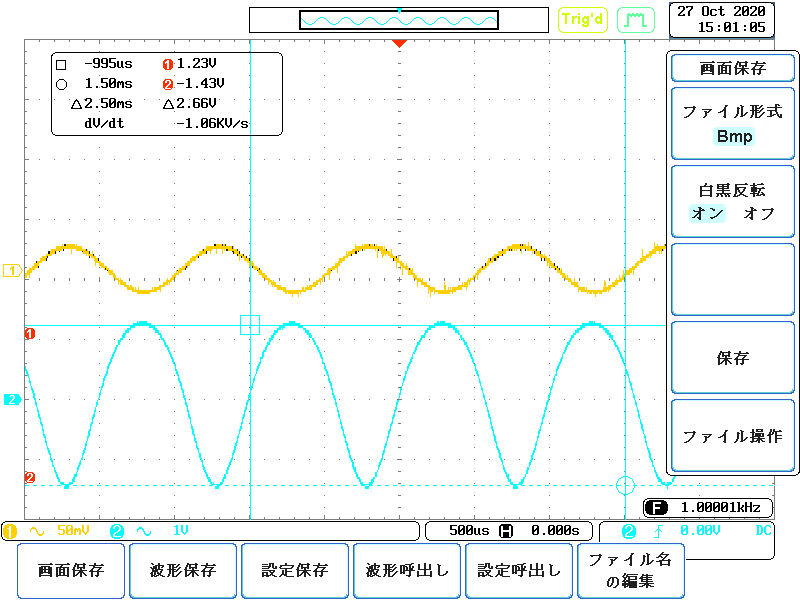 Trig'd
27 Oct 2020
15:01:05
-995us 1 1.23V
1.50ms 2 -1.43V
△2.50ms △2.66V
dV/dt -1.06KV/s
画面保存
ファイル形式
Bmp
白黒反転
オン オフ
保存
ファイル操作
1
1
2
2
F 1.00001kHz
1 50mV 2 1V
500us H 0.000s
2 0.00V DC
画面保存
波形保存
設定保存
波形呼出し
設定呼出し
ファイル名
の編集